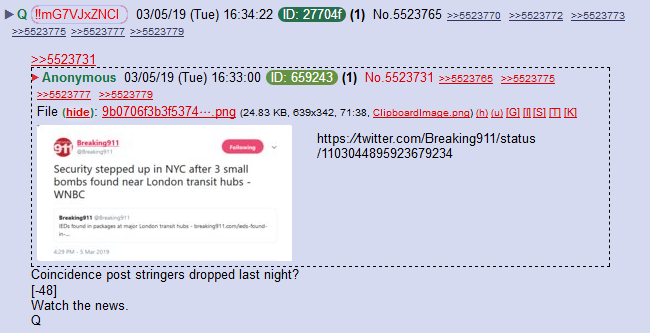 Q !!mG7VJxZNCI 03/05/19 (Tue) 16:34:22 ID: 27704f (1) No.5523765 >>5523770 >>5523772 >>5523773
>>5523775 >>5523777 >>5523779
>>5523731
Anonymous 03/05/19 (Tue) 16:33:00 ID: 659243 (1) No.5523731 >>5523765 >>5523775
>>5523777 >>5523779
File (hide): 9b0706f3b3f5374⋯.png (24.83 KB, 639x342, 71:38, ClipboardImage.png) (h) (u) [G] [I] [S] [T] [K]
911
Breaking911
@Breaking911
Following
Security stepped up in NYC after 3 small
bombs found near London transit hubs -
WNBC
Breaking911 @Breaking911
IEDs found in packages at major London transit hubs - breaking911.com/ieds-found-
in-...
4:29 PM - 5 Mar 2019
https://twitter.com/Breaking911/status
/1103044895923679234
Coincidence post stringers dropped last night?
[-48]
Watch the news.
Q